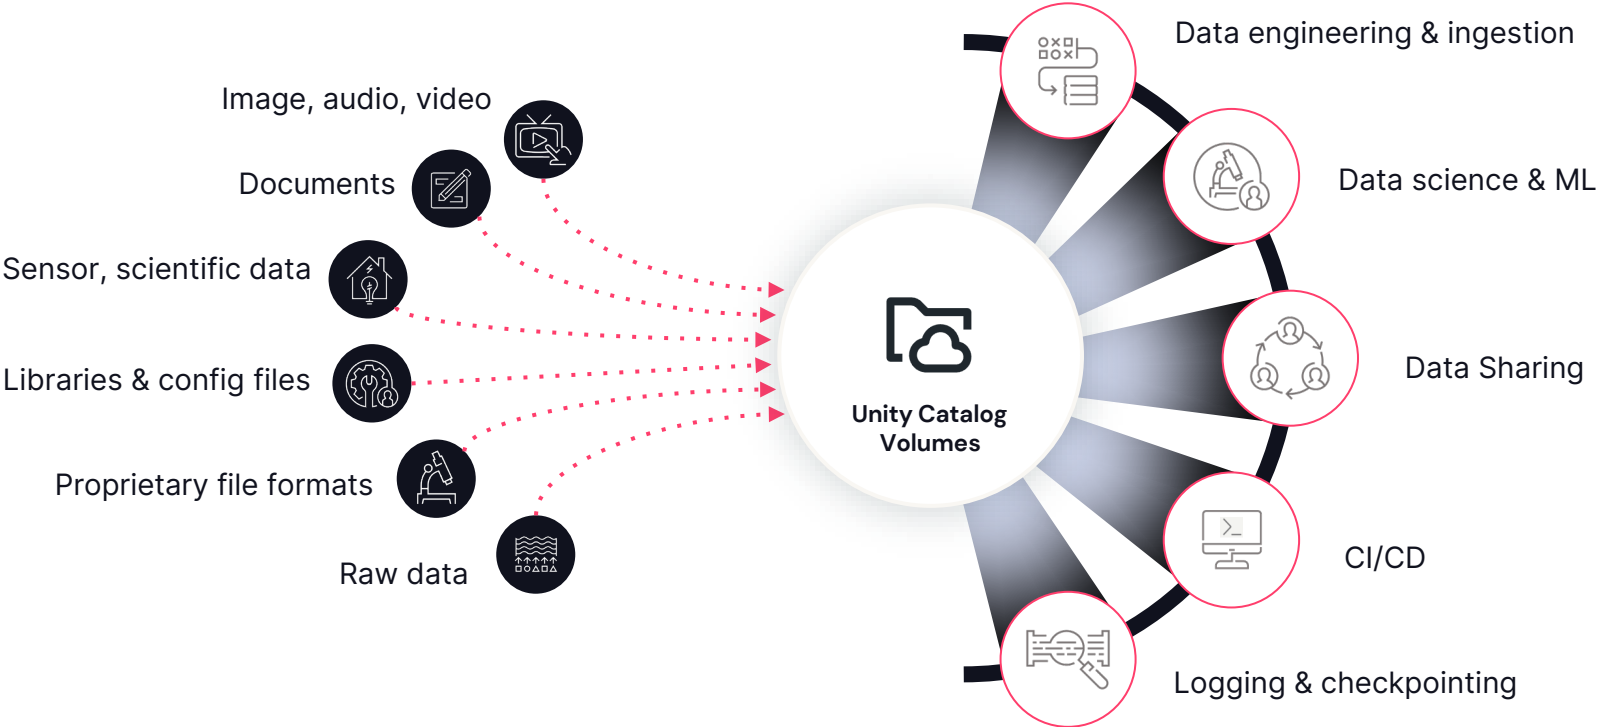 Image, audio, video
Documents
Sensor, scientific data
Libraries & config files
Proprietary file formats
Raw data
Unity Catalog
Volumes
Data engineering & ingestion
Data science & ML
Data Sharing
CI/CD
Logging & checkpointing